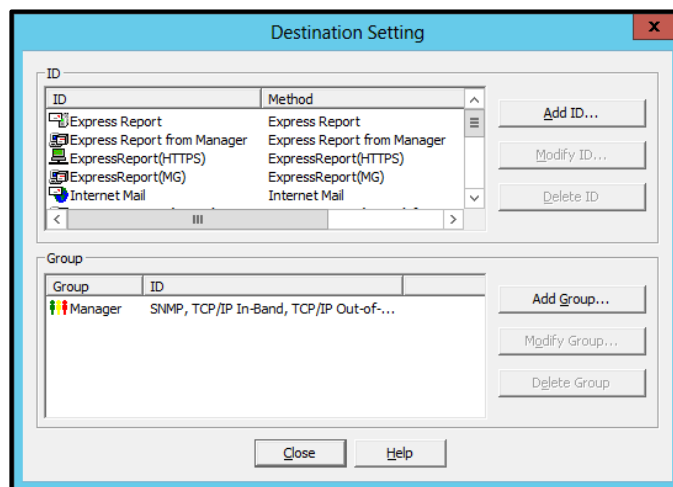 Destination Setting
x
ID
ID Method
Express Report Express Report
Express Report from Manager Express Report from Manager
ExpressReport(HTTPS) ExpressReport(HTTPS)
ExpressReport(MG) ExpressReport(MG)
Internet Mail Internet Mail
Add ID...
Modify ID...
Delete ID
Group
Group ID
Manager SNMP, TCP/IP In-Band, TCP/IP Out-of-...
Add Group...
Modify Group...
Delete Group
Close Help